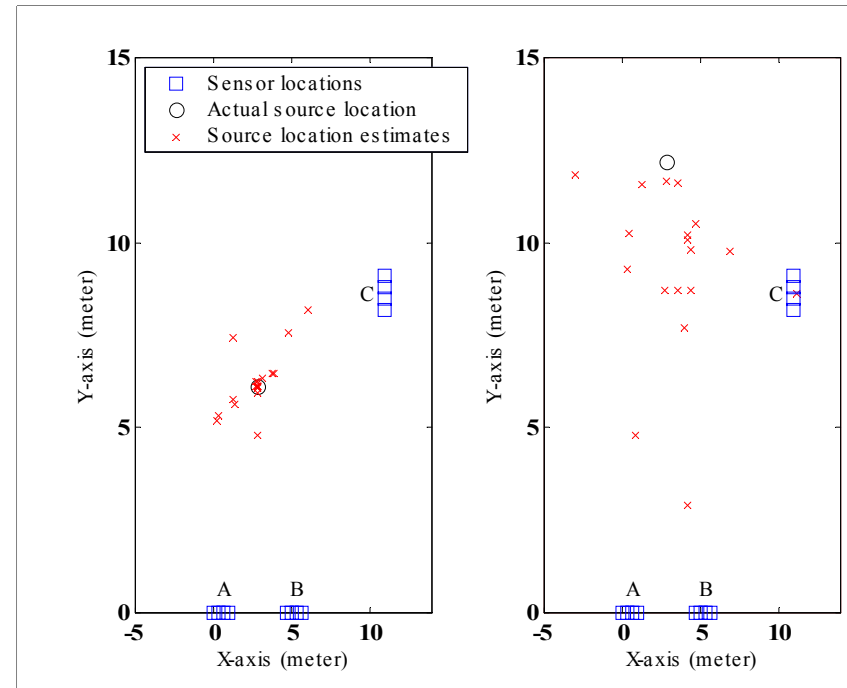 15
10
5
0
-5
0
5
10
X-axis (meter)
Y-axis (meter)
Sensor locations
Actual source location
Source location estimates
A
B
C
15
10
5
0
-5
0
5
10
X-axis (meter)
Y-axis (meter)
A
B
C